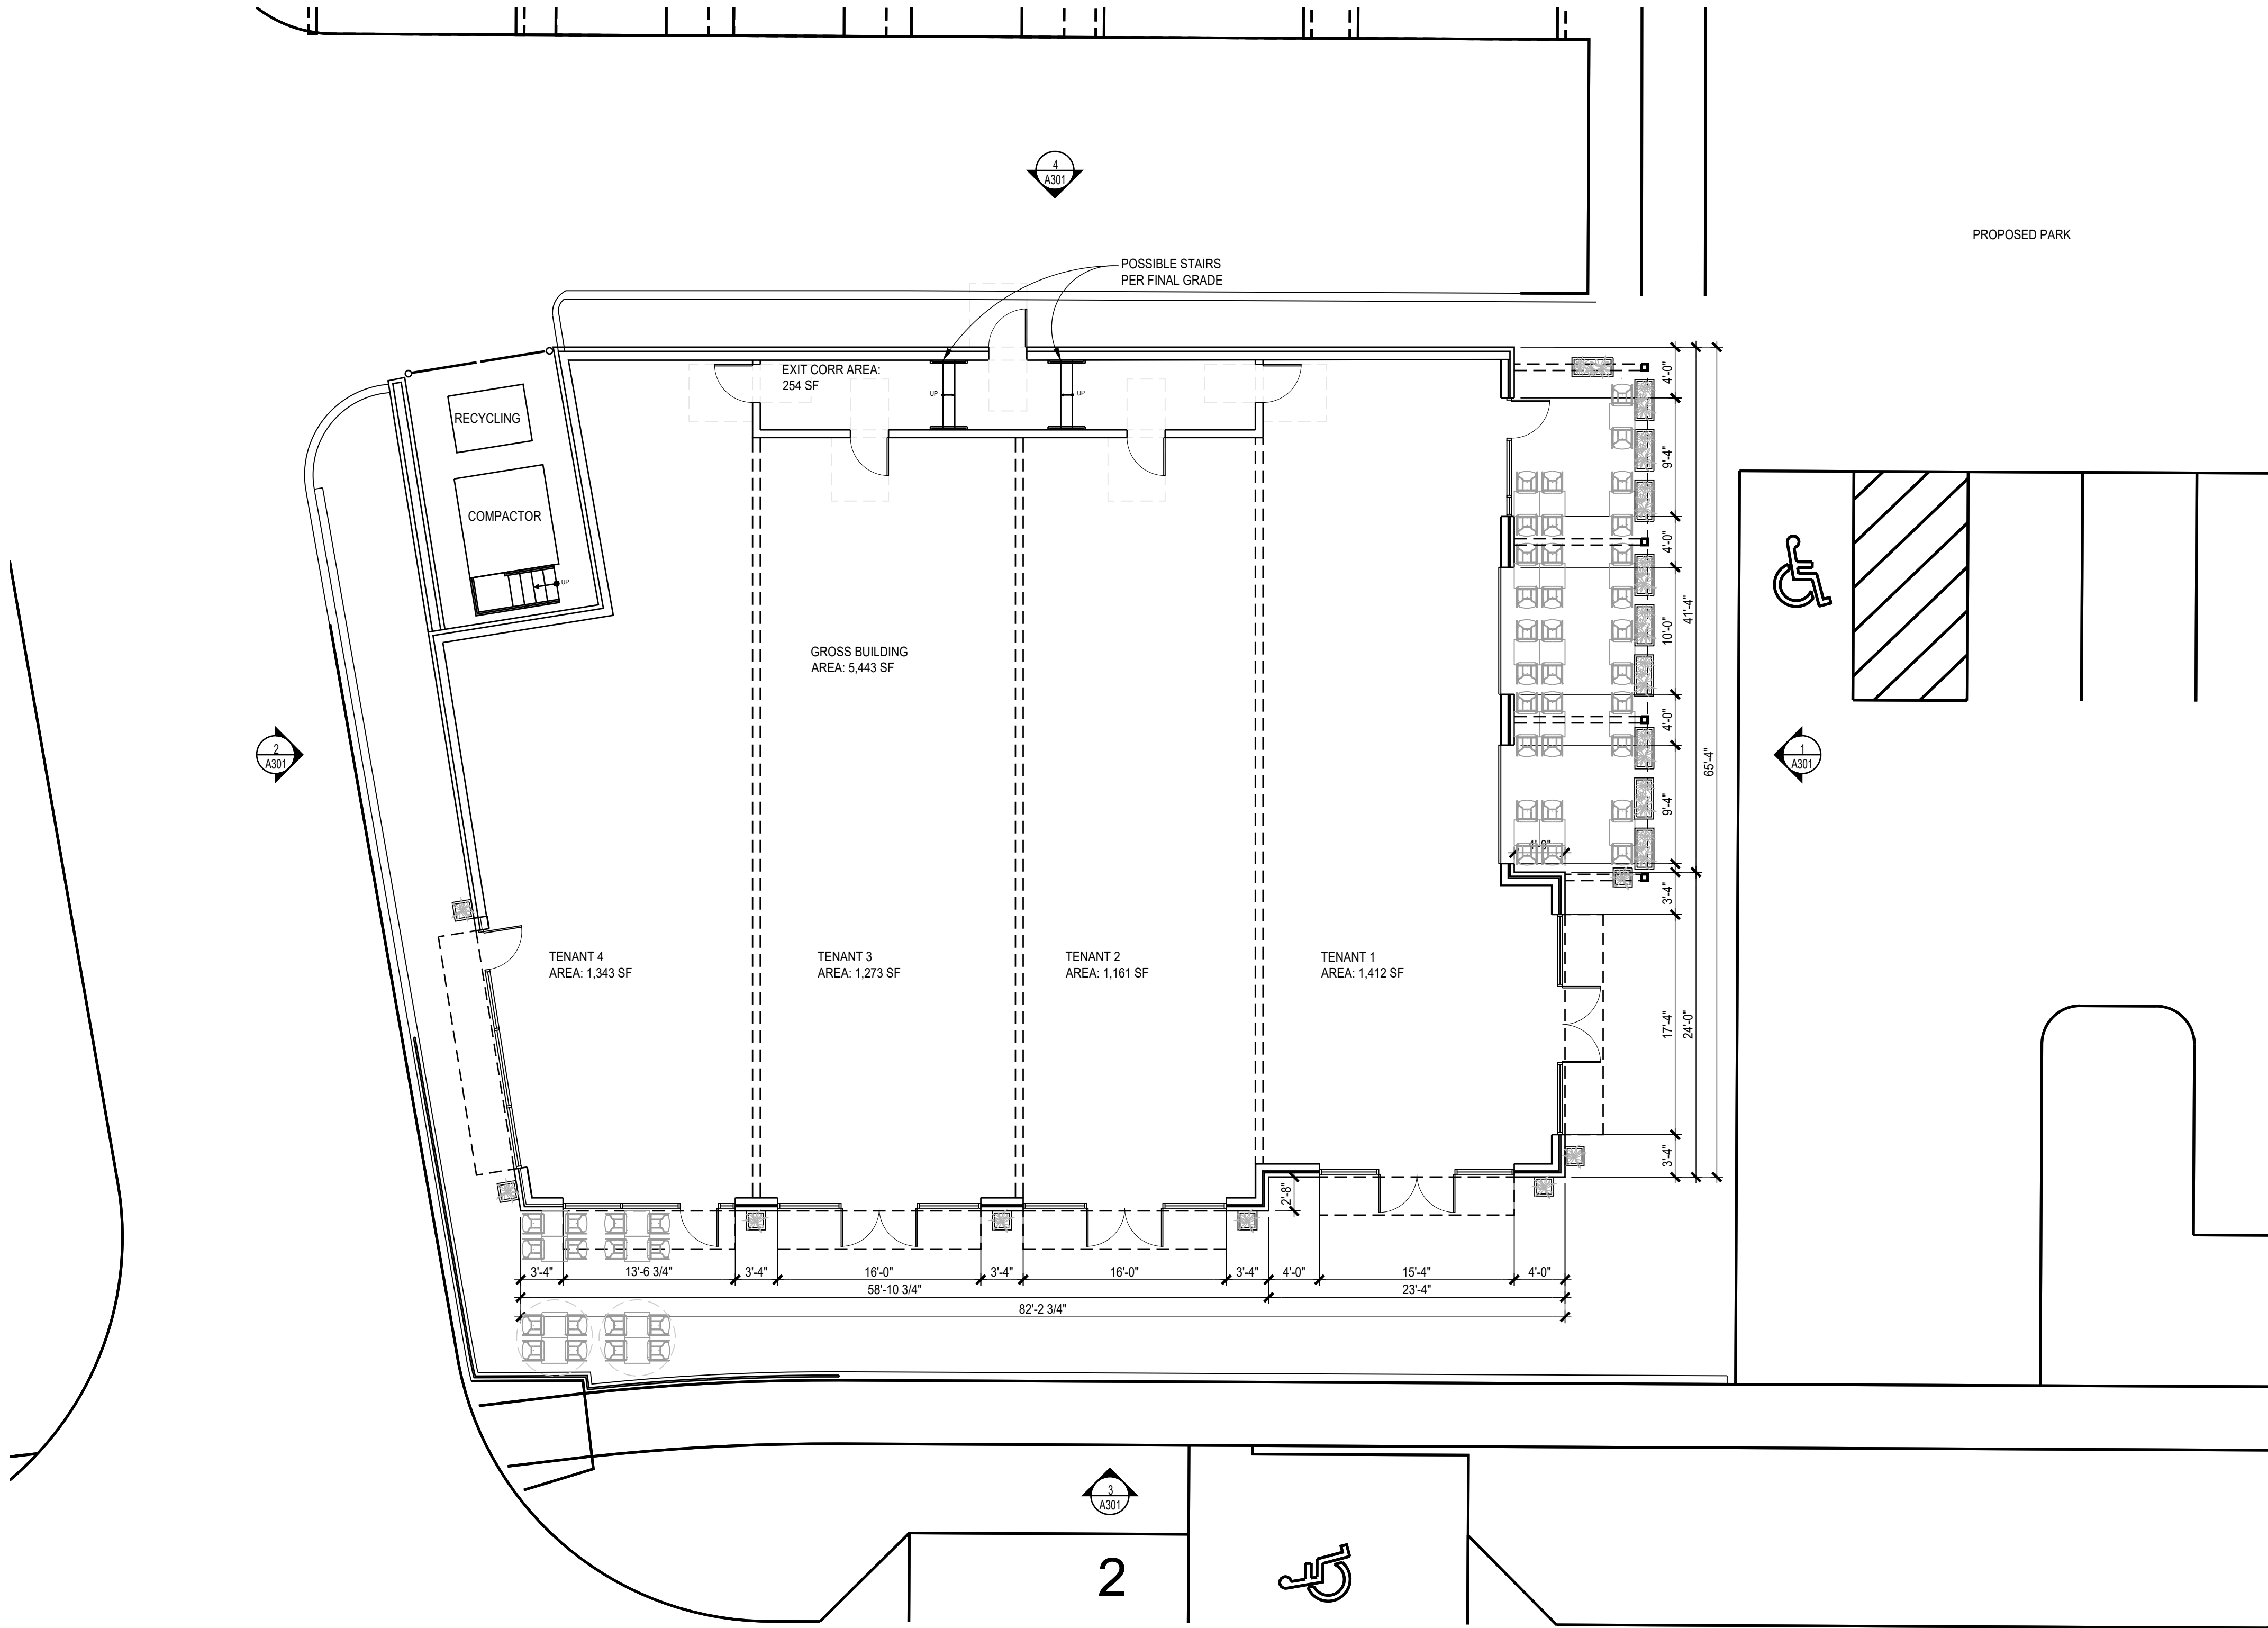 4
A301
PROPOSED PARK
POSSIBLE STAIRS
PER FINAL GRADE
EXIT CORR AREA:
254 SF
UP
UP
RECYCLING
COMPACTOR
UP
GROSS BUILDING
AREA: 5,443 SF
2
A301
1
A301
4'-0"
9'-4"
4'-0"
10'-0"
4'-0"
9'-4"
41'-4"
65'-4"
4'-0"
3'-4"
17'-4"
24'-0"
3'-4"
TENANT 4
AREA: 1,343 SF
TENANT 3
AREA: 1,273 SF
TENANT 2
AREA: 1,161 SF
TENANT 1
AREA: 1,412 SF
2'-8"
3'-4"
13'-6 3/4"
3'-4"
16'-0"
3'-4"
16'-0"
3'-4"
4'-0"
15'-4"
4'-0"
58'-10 3/4"
23'-4"
82'-2 3/4"
3
A301
2